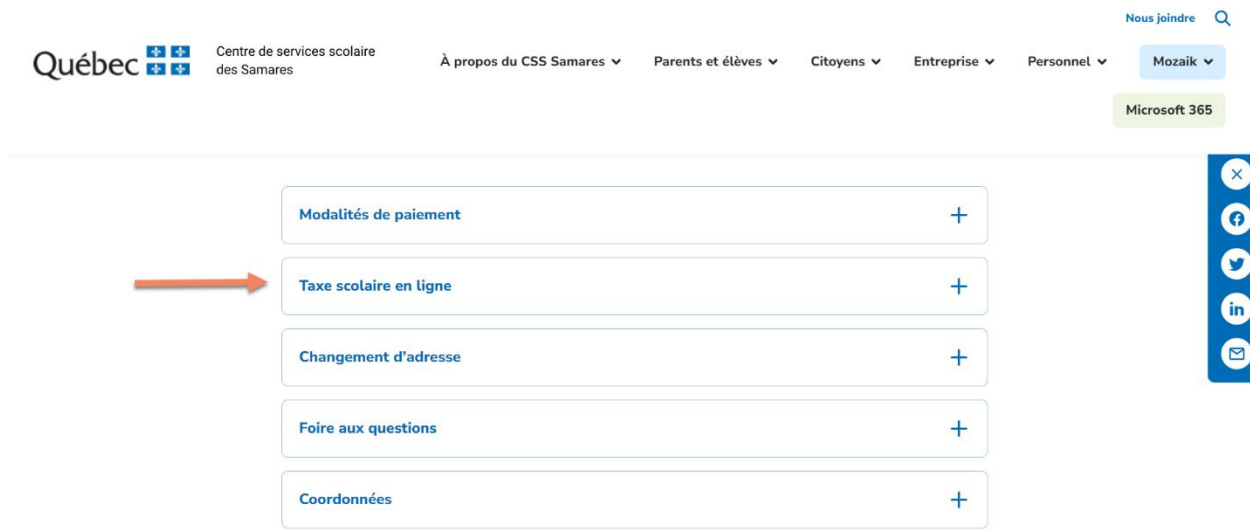 Nous joindre
Québec
Centre de services scolaire
des Samares
À propos du CSS Samares
Parents et élèves
Citoyens
Entreprise
Personnel
Mozaik
Microsoft 365
Modalités de paiement
Taxe scolaire en ligne
Changement d'adresse
Foire aux questions
Coordonnées